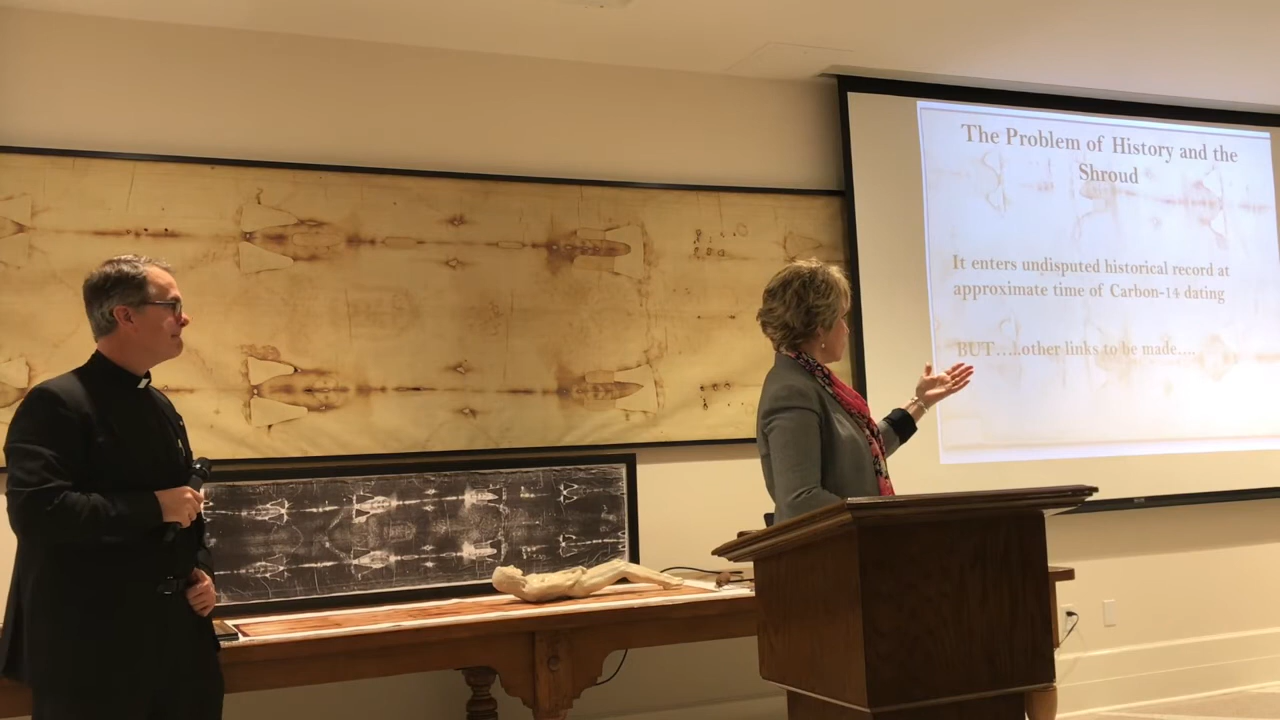 The Problem of History and the
Shroud
It enters undisputed historical record at
approximate time of Carbon-14 dating
BUT.....other links to be made....